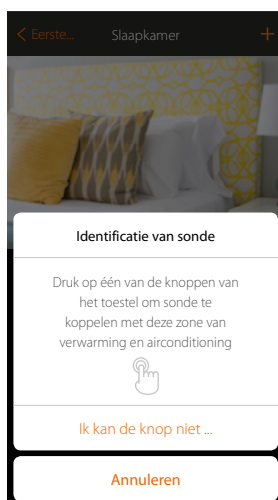 < Eerste... Slaapkamer +
Identificatie van sonde
Druk op één van de knoppen van
het toestel om sonde te
koppelen met deze zone van
verwarming en airconditioning
Ik kan de knop niet ...
Annuleren